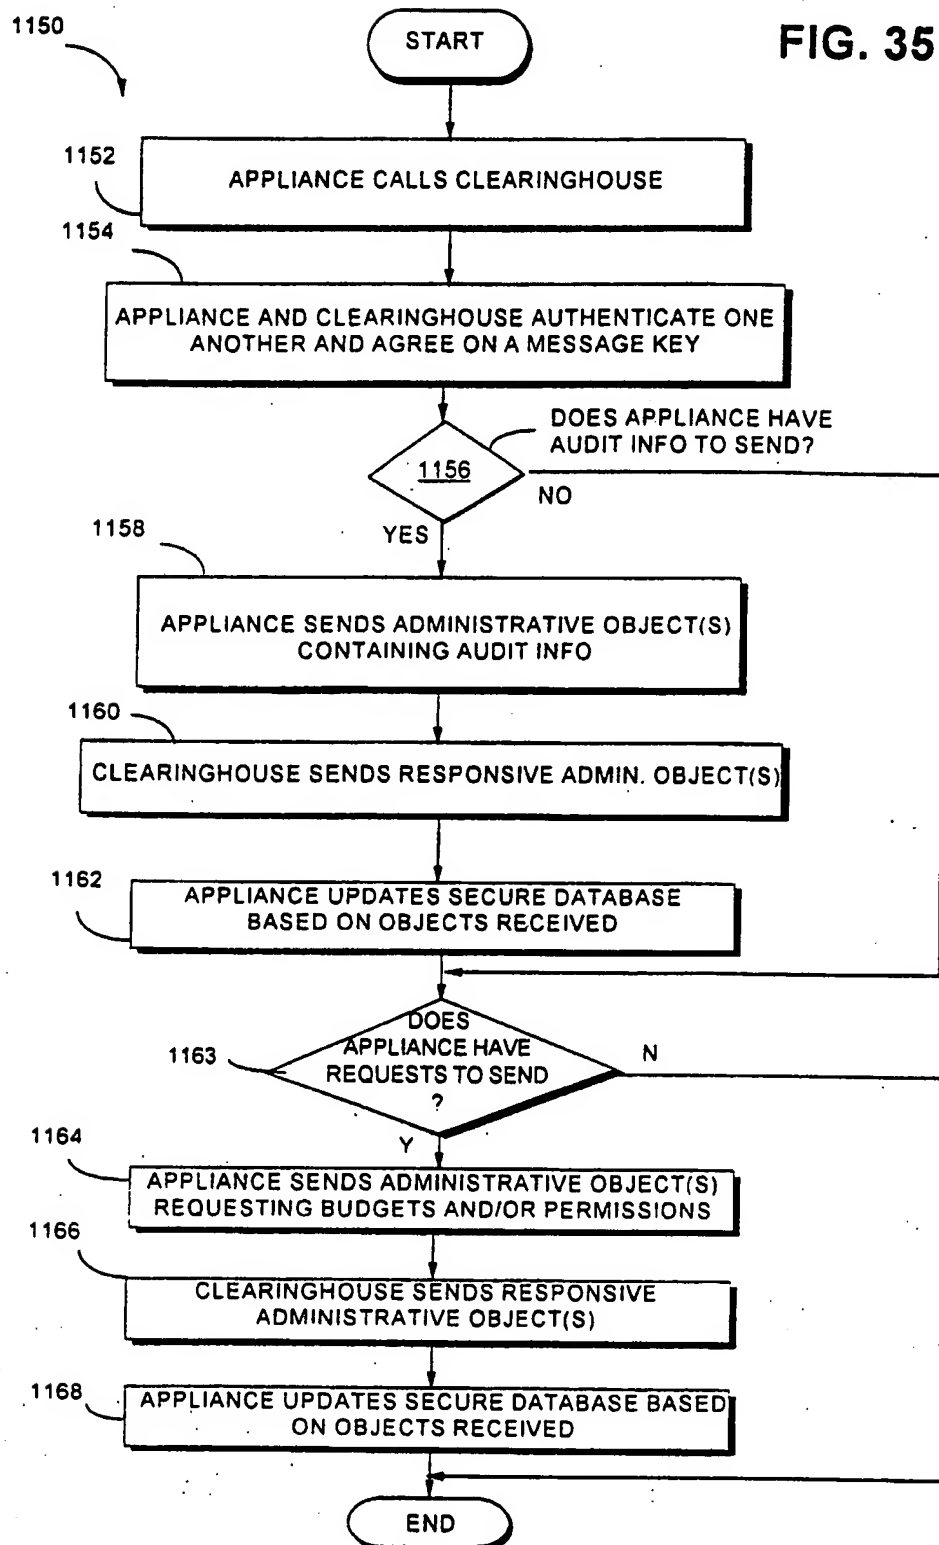 1150
START
FIG. 35
1152
APPLIANCE CALLS CLEARINGHOUSE
1154
APPLIANCE AND CLEARINGHOUSE AUTHENTICATE ONE
ANOTHER AND AGREE ON A MESSAGE KEY
DOES APPLIANCE HAVE
AUDIT INFO TO SEND?
1156
NO
YES
1158
APPLIANCE SENDS ADMINISTRATIVE OBJECT(S)
CONTAINING AUDIT INFO
1160
CLEARINGHOUSE SENDS RESPONSIVE ADMIN. OBJECT(S)
1162
APPLIANCE UPDATES SECURE DATABASE
BASED ON OBJECTS RECEIVED
DOES
APPLIANCE HAVE
REQUESTS TO SEND
?
1163
N
Y
1164
APPLIANCE SENDS ADMINISTRATIVE OBJECT(S)
REQUESTING BUDGETS AND/OR PERMISSIONS
1166
CLEARINGHOUSE SENDS RESPONSIVE
ADMINISTRATIVE OBJECT(S)
1168
APPLIANCE UPDATES SECURE DATABASE BASED
ON OBJECTS RECEIVED
END